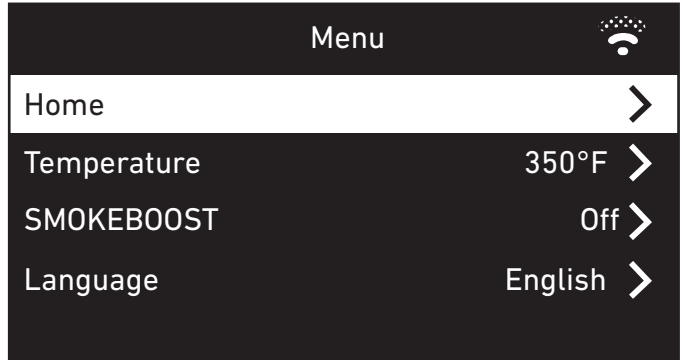 Menu
Home
Temperature 350°F
SMOKEBOOST Off
Language English